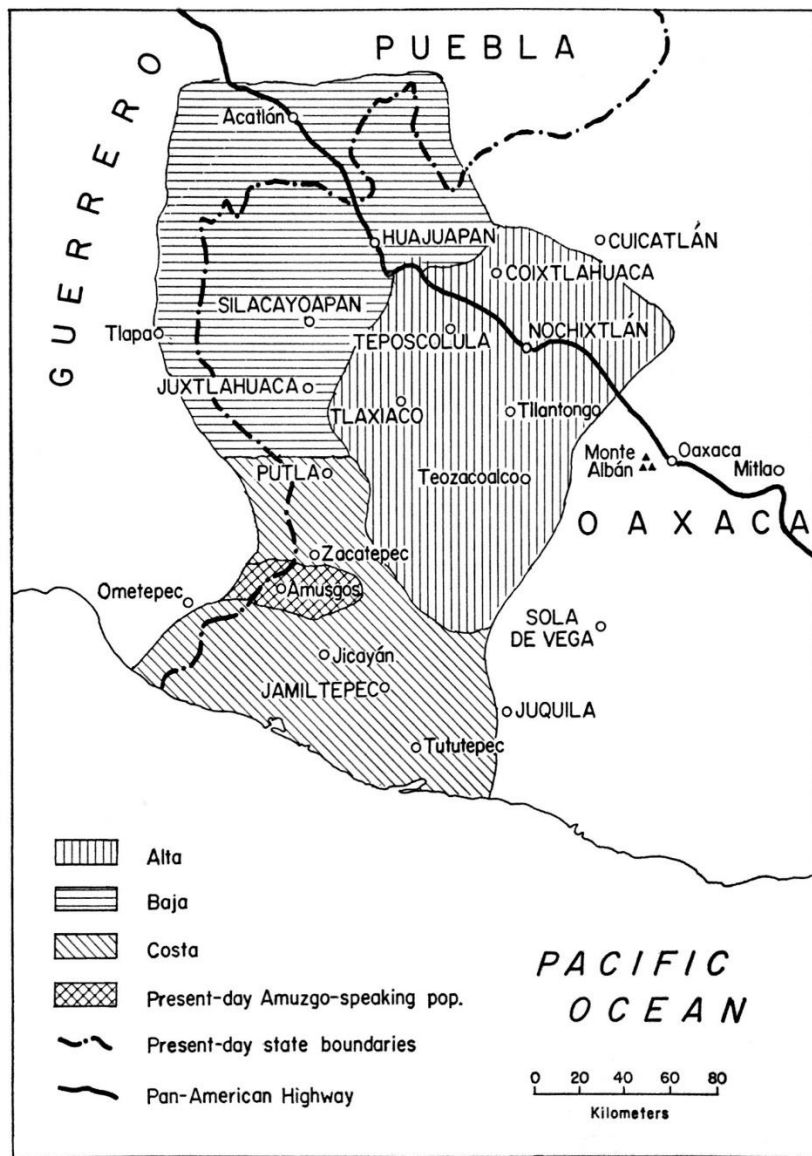 PUEBLA
GUERRERO
Acatlán
HUAJUAPAN
CUICATLÁN
COIXTLAHUACA
SILACAYOAPAN
Tlapa
TEPOSCOLULA
NOCHIXTLÁN
JUXTLAHUACA
TLAXIACO
Tilantongo
Monte
Albán
Oaxaca
Mitla
PUTLA
Teozacoalco
OAXACA
Zacatepec
Ometepec
Amusgos
SOLA
DE VEGA
Jicayán
JAMILTEPEC
JUQUILA
Tututepec
Alta
Baja
Costa
Present-day Amuzgo-speaking pop.
Present-day state boundaries
Pan-American Highway
PACIFIC
OCEAN
0 20 40 60 80
Kilometers